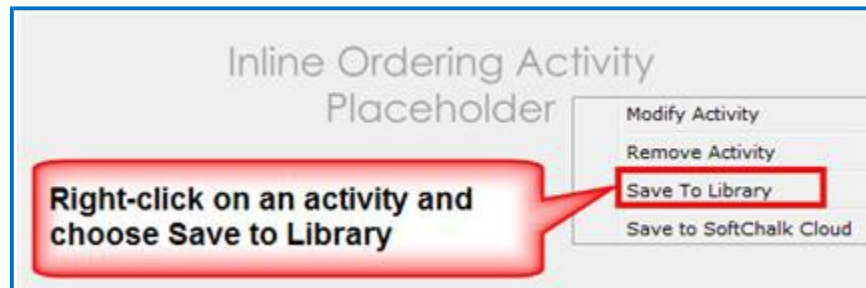 Inline Ordering Activity
Placeholder
Modify Activity
Remove Activity
Save To Library
Save to SoftChalk Cloud
Right-click on an activity and
choose Save to Library